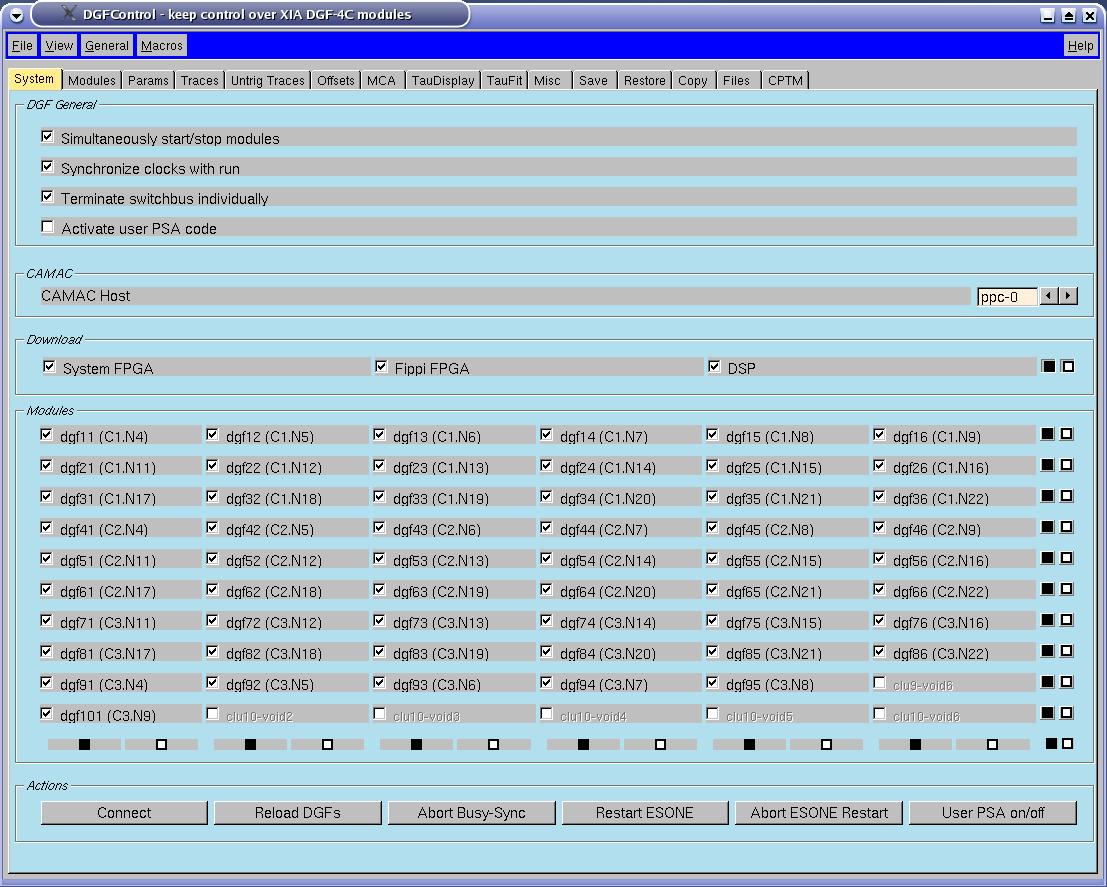 DGFControl - keep control over XIA DGF-4C modules
File View General Macros Help
System Modules Params Traces Untrig Traces Offsets MCA TauDisplay TauFit Misc Save Restore Copy Files CPTM
DGF General
Simultaneously start/stop modules
Synchronize clocks with run
Terminate switchbus individually
Activate user PSA code
CAMAC
CAMAC Host ppc-0
Download
System FPGA Fippi FPGA DSP
Modules
dgf11 (C1.N4) dgf12 (C1.N5) dgf13 (C1.N6) dgf14 (C1.N7) dgf15 (C1.N8) dgf16 (C1.N9)
dgf21 (C1.N11) dgf22 (C1.N12) dgf23 (C1.N13) dgf24 (C1.N14) dgf25 (C1.N15) dgf26 (C1.N16)
dgf31 (C1.N17) dgf32 (C1.N18) dgf33 (C1.N19) dgf34 (C1.N20) dgf35 (C1.N21) dgf36 (C1.N22)
dgf41 (C2.N4) dgf42 (C2.N5) dgf43 (C2.N6) dgf44 (C2.N7) dgf45 (C2.N8) dgf46 (C2.N9)
dgf51 (C2.N11) dgf52 (C2.N12) dgf53 (C2.N13) dgf54 (C2.N14) dgf55 (C2.N15) dgf56 (C2.N16)
dgf61 (C2.N17) dgf62 (C2.N18) dgf63 (C2.N19) dgf64 (C2.N20) dgf65 (C2.N21) dgf66 (C2.N22)
dgf71 (C3.N11) dgf72 (C3.N12) dgf73 (C3.N13) dgf74 (C3.N14) dgf75 (C3.N15) dgf76 (C3.N16)
dgf81 (C3.N17) dgf82 (C3.N18) dgf83 (C3.N19) dgf84 (C3.N20) dgf85 (C3.N21) dgf86 (C3.N22)
dgf91 (C3.N4) dgf92 (C3.N5) dgf93 (C3.N6) dgf94 (C3.N7) dgf95 (C3.N8) clu9-void6
dgf101 (C3.N9) clu10-void2 clu10-void3 clu10-void4 clu10-void5 clu10-void6
Actions
Connect Reload DGFs Abort Busy-Sync Restart ESONE Abort ESONE Restart User PSA on/off